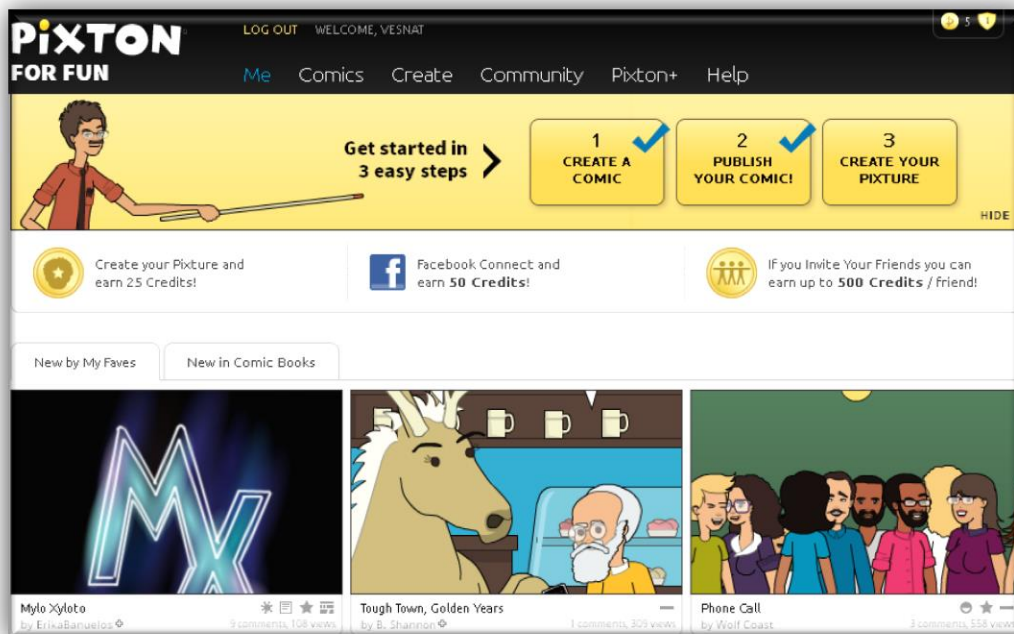 PiXTON
FOR FUN
LOG OUT WELCOME, VESNAT
5 1
Me Comics Create Community Pixton+ Help
Get started in
3 easy steps
1
CREATE A
COMIC
2
PUBLISH
YOUR COMIC!
3
CREATE YOUR
PIXTURE
HIDE
Create your Pixture and
earn 25 Credits!
Facebook Connect and
earn 50 Credits!
If you Invite Your Friends you can
earn up to 500 Credits / friend!
New by My Faves
New in Comic Books
MX
Mylo Xyloto
by ErikaBanuelos
9 comments, 108 views
Tough Town, Golden Years
by B. Shannon
1 comments, 309 views
Phone Call
by Wolf Coast
3 comments, 558 views